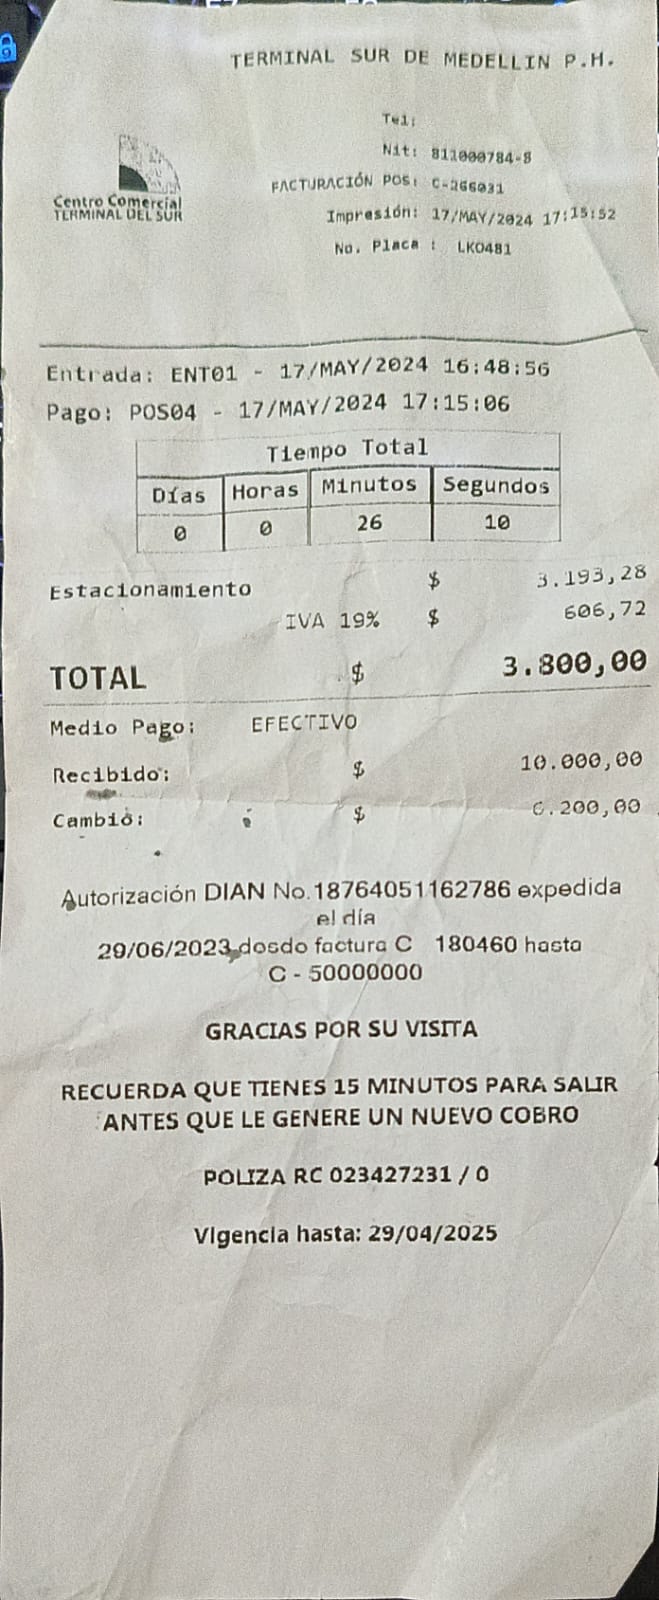 TERMINAL SUR DE MEDELLIN P.H.
Tel:
Nit: 811000784-8
FACTURACIÓN POS: C-266031
Impresión: 17/MAY/2024 17:15:52
No. Placa : LKO481
Centro Comercial
TERMINAL DEL SUR
Entrada: ENT01 - 17/MAY/2024 16:48:56
Pago: POS04 - 17/MAY/2024 17:15:06
Tiempo Total
Días Horas Minutos Segundos
0 0 26 10
Estacionamiento $ 3.193,28
IVA 19% $ 606,72
TOTAL $ 3.800,00
Medio Pago: EFECTIVO
Recibido: $ 10.000,00
Cambio: $ 6.200,00
Autorización DIAN No.18764051162786 expedida
el día
29/06/2023 desde factura C 180460 hasta
C - 50000000
GRACIAS POR SU VISITA
RECUERDA QUE TIENES 15 MINUTOS PARA SALIR
ANTES QUE LE GENERE UN NUEVO COBRO
POLIZA RC 023427231 / 0
Vigencia hasta: 29/04/2025